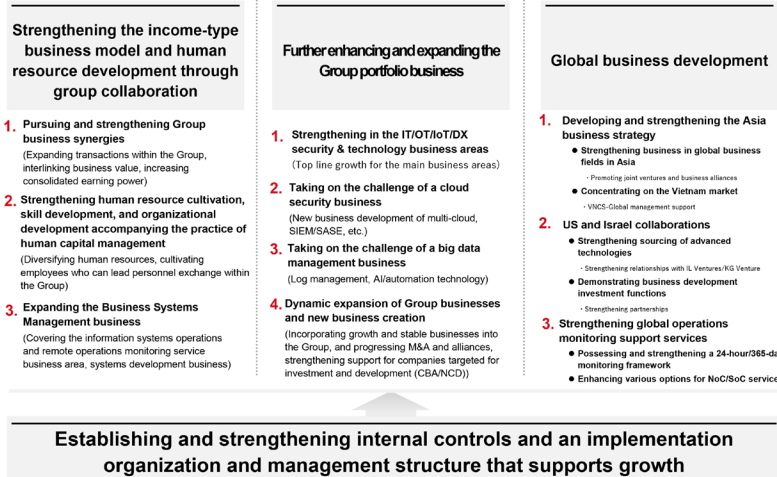 Strengthening the income-type
business model and human
resource development through
group collaboration
1. Pursuing and strengthening Group
business synergies
(Expanding transactions within the Group,
interlinking business value, increasing
consolidated earning power)
2. Strengthening human resource cultivation,
skill development, and organizational
development accompanying the practice of
human capital management
(Diversifying human resources, cultivating
employees who can lead personnel exchange within
the Group)
3. Expanding the Business Systems
Management business
(Covering the information systems operations
and remote operations monitoring service
business area, systems development business)
Further enhancing and expanding the
Group portfolio business
1. Strengthening in the IT/OT/IoT/DX
security & technology business areas
(Top line growth for the main business areas)
2. Taking on the challenge of a cloud
security business
(New business development of multi-cloud,
SIEM/SASE, etc.)
3. Taking on the challenge of a big data
management business
(Log management, AI/automation technology)
4. Dynamic expansion of Group businesses
and new business creation
(Incorporating growth and stable businesses into
the Group, and progressing M&A and alliances,
strengthening support for companies targeted for
investment and development (CBA/NCD))
Global business development
1. Developing and strengthening the Asia
business strategy
● Strengthening business in global business
fields in Asia
・Promoting joint ventures and business alliances
● Concentrating on the Vietnam market
・VNCS-Global management support
2. US and Israel collaborations
● Strengthening sourcing of advanced
technologies
・Strengthening relationships with IL Ventures/KG Venture
● Demonstrating business development
investment functions
・Strengthening partnerships
3. Strengthening global operations
monitoring support services
● Possessing and strengthening a 24-hour/365-da
monitoring framework
● Enhancing various options for NoC/SoC service
Establishing and strengthening internal controls and an implementation
organization and management structure that supports growth